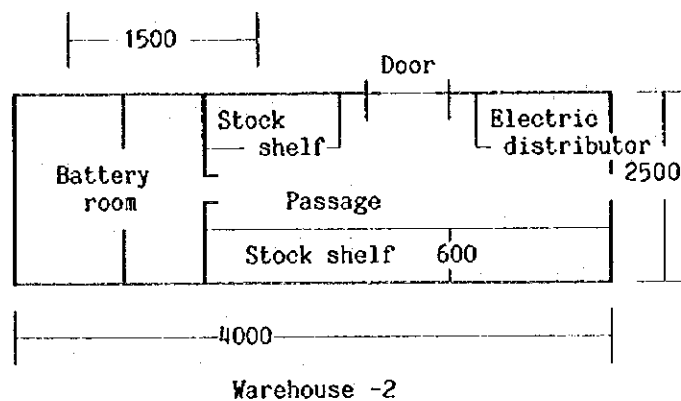 1500
Door
Stock
shelf
Electric
distributor
2500
Battery
room
Passage
Stock shelf 600
4000
Warehouse -2